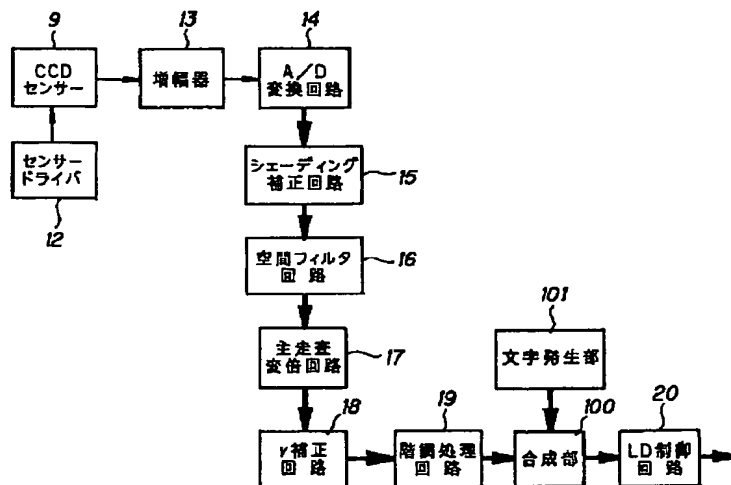 9
CCD
センサー
13
増幅器
14
A/D
変換回路
センサー
ドライバ
12
シェーディング
補正回路
15
空間フィルタ
回路
16
主走査
変倍回路
17
101
文字発生部
18
γ補正
回路
19
階調処理
回路
100
合成部
20
LD制御
回路